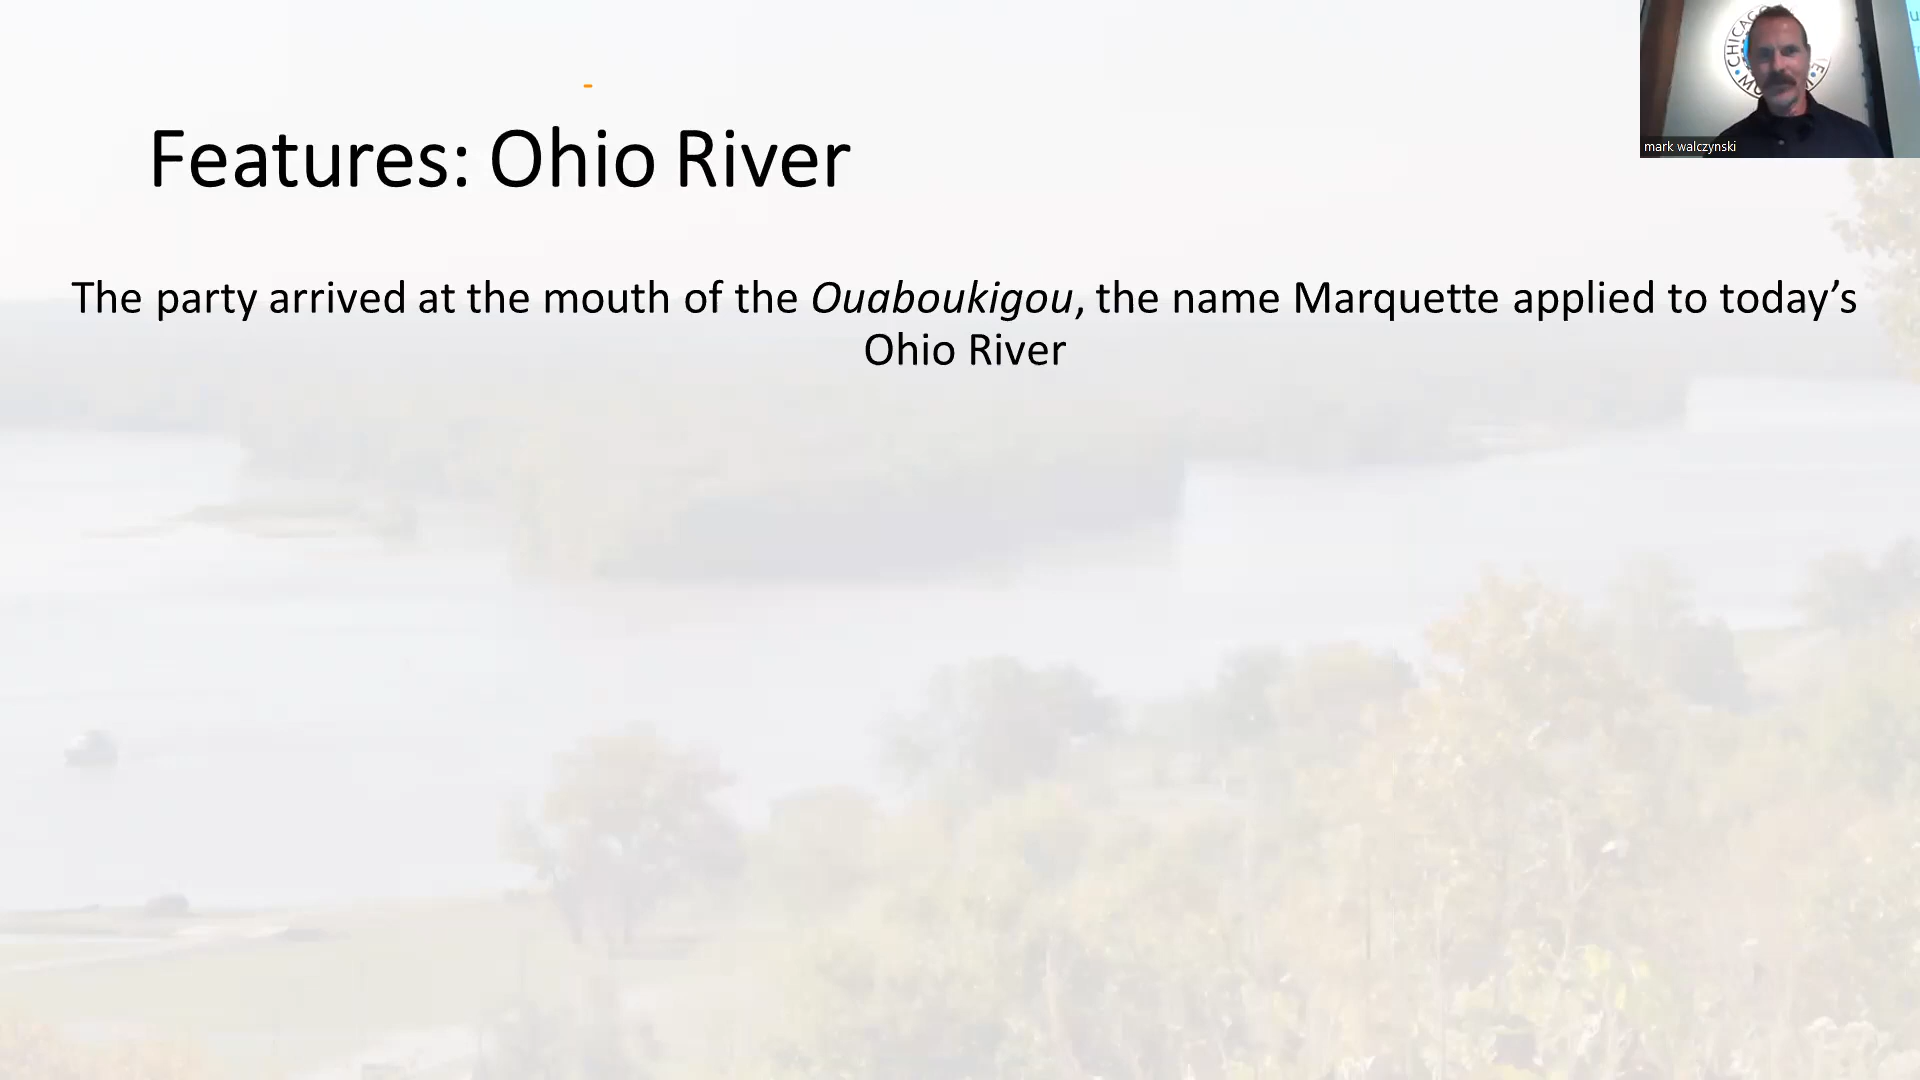 Features: Ohio River
The party arrived at the mouth of the Ouaboukigou, the name Marquette applied to today’s
Ohio River
mark walczynski
CHICAGO